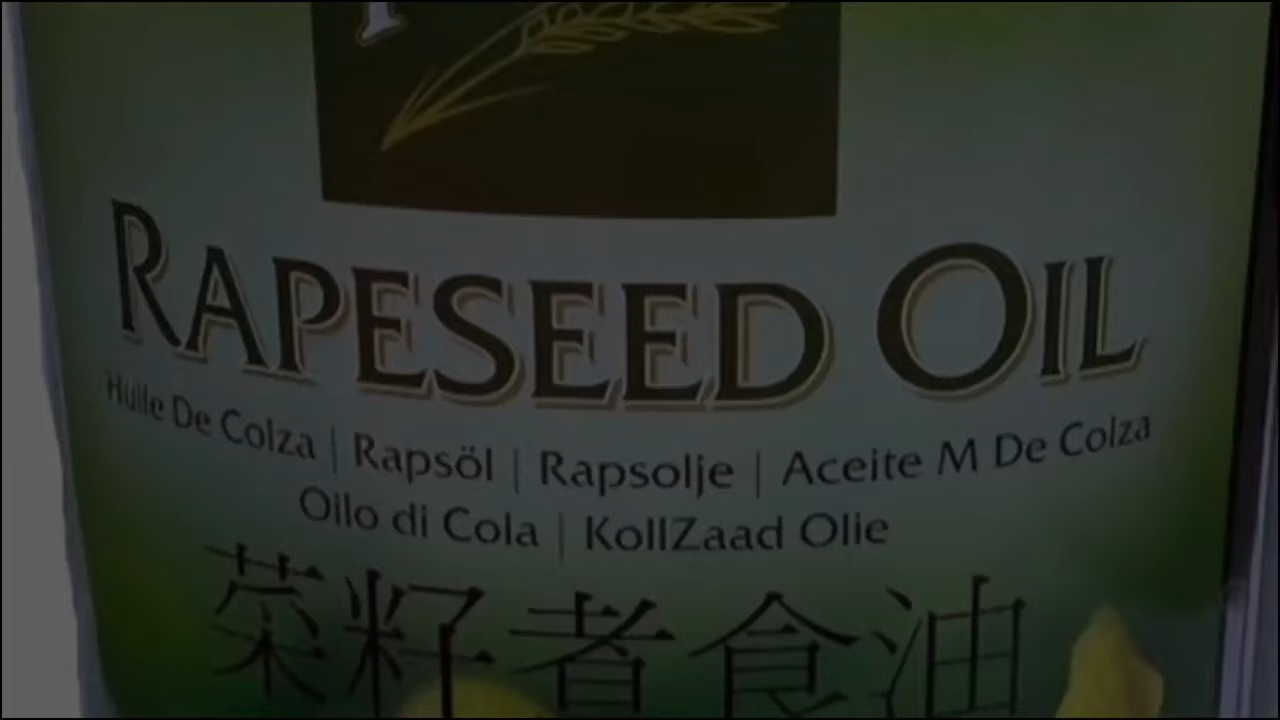 RAPESEED OIL
Huile De Colza | Rapsöl | Rapsolje | Aceite M De Colza
Oilo di Cola | KollZaad Olie
菜籽者食油